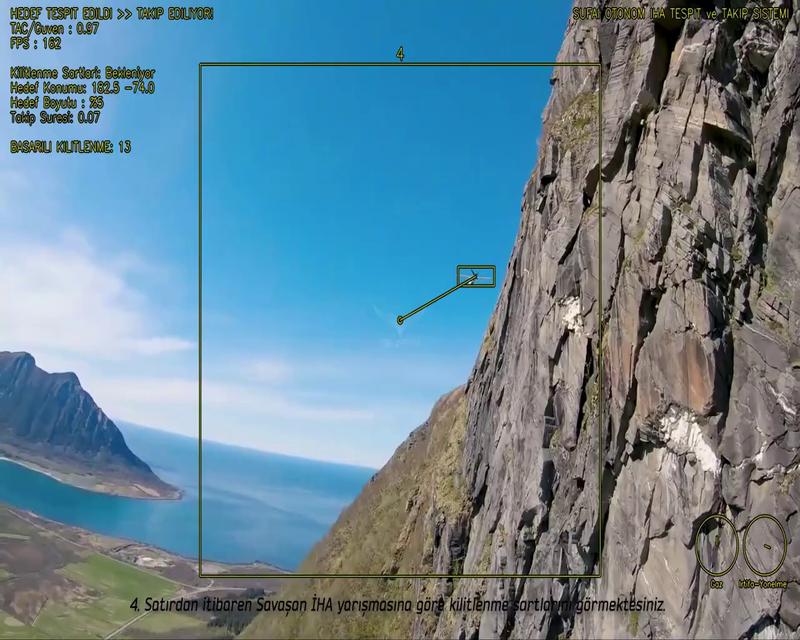 HEDEF TESPIT EDILDI >> TAKIP EDILIYOR!
SUFAI OTONOM IHA TESPIT ve TAKIP SISTEMI
TAC/Guven : 0.97
FPS : 162
Kilitlenme Sartlari: Bekleniyor
Hedef Konumu: 182.5 -74.0
Hedef Boyutu : %5
Takip Suresi: 0.07
BASARILI KILITLENME: 13
4
Gaz
Irtifa-Yonelme
4. Satırdan itibaren Savaşan İHA yarışmasına göre kilitlenme şartlarını görmektesiniz.